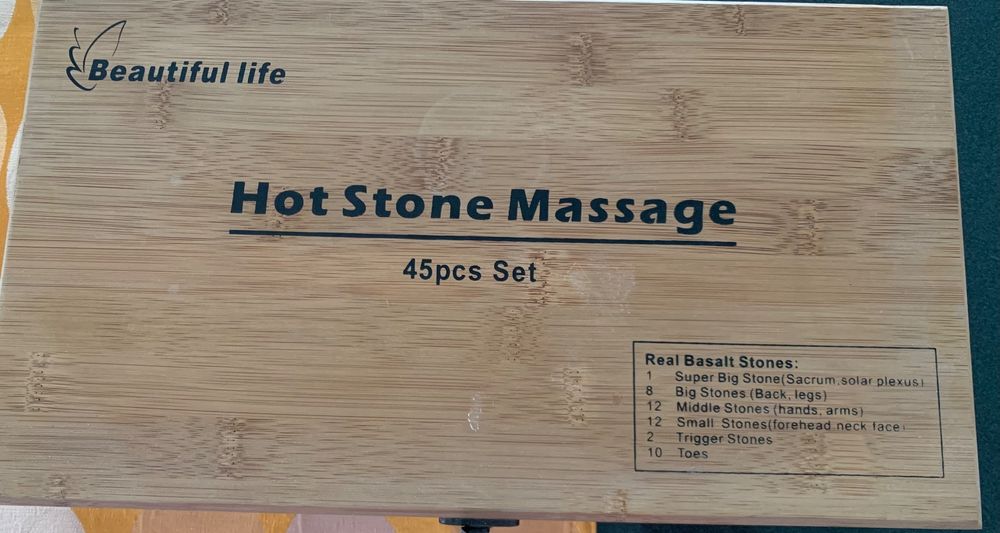 Beautiful life
Hot Stone Massage
45pcs Set
Real Basalt Stones:
1 Super Big Stone(Sacrum,solar plexus)
8 Big Stones (Back, legs)
12 Middle Stones (hands, arms)
12 Small Stones(forehead neck face)
2 Trigger Stones
10 Toes